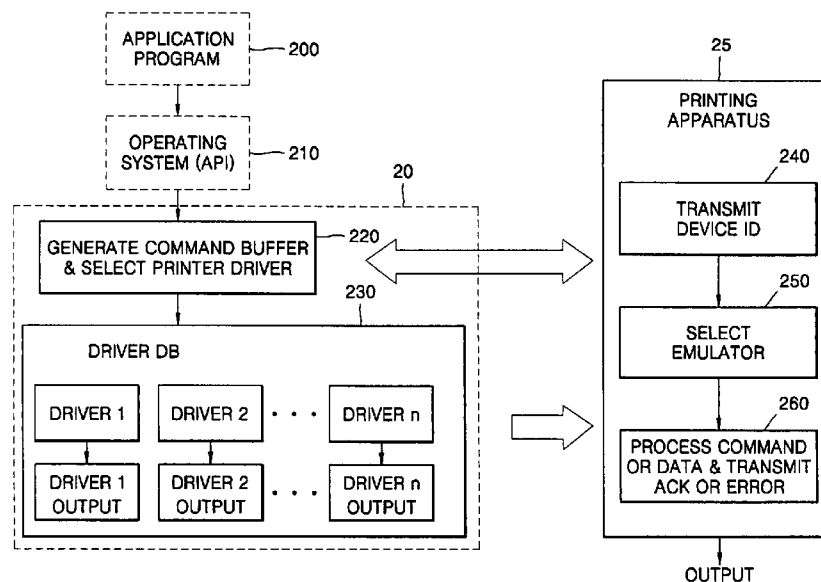 APPLICATION
PROGRAM
200
OPERATING
SYSTEM (API)
210
20
GENERATE COMMAND BUFFER
& SELECT PRINTER DRIVER
220
230
DRIVER DB
DRIVER 1
DRIVER 2
. . .
DRIVER n
DRIVER 1
OUTPUT
DRIVER 2
OUTPUT
. . .
DRIVER n
OUTPUT
25
PRINTING
APPARATUS
240
TRANSMIT
DEVICE ID
250
SELECT
EMULATOR
260
PROCESS COMMAND
OR DATA & TRANSMIT
ACK OR ERROR
OUTPUT